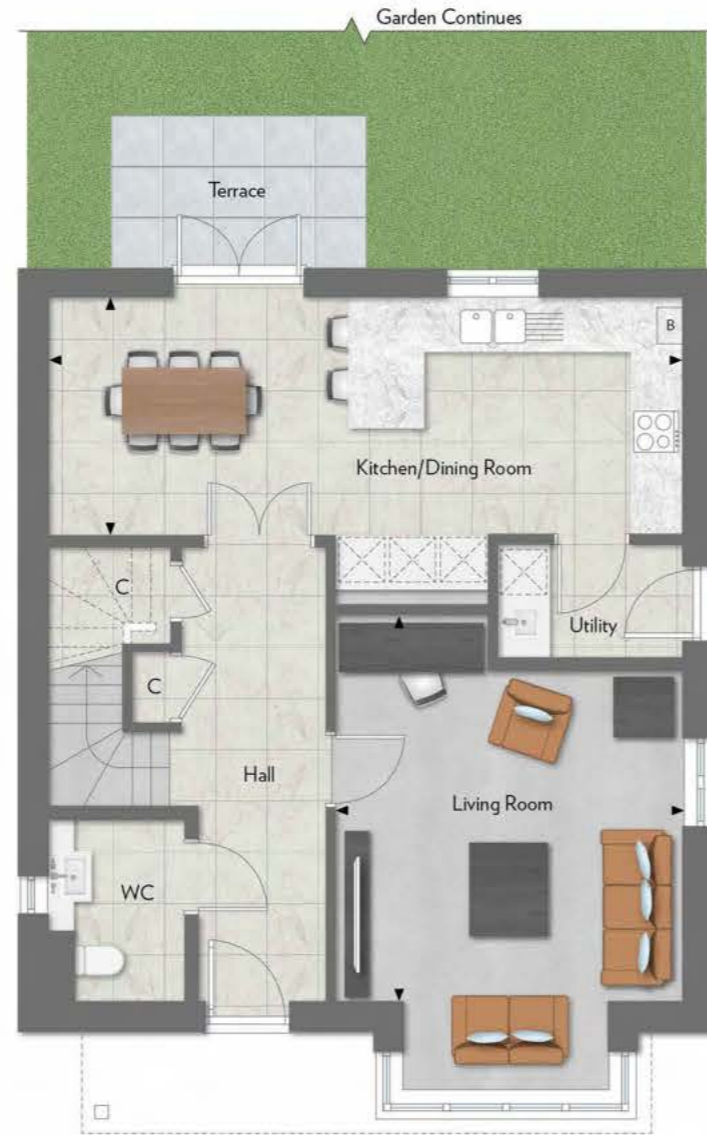 Garden Continues
Terrace
B
Kitchen/Dining Room
C
Utility
C
Hall
Living Room
WC